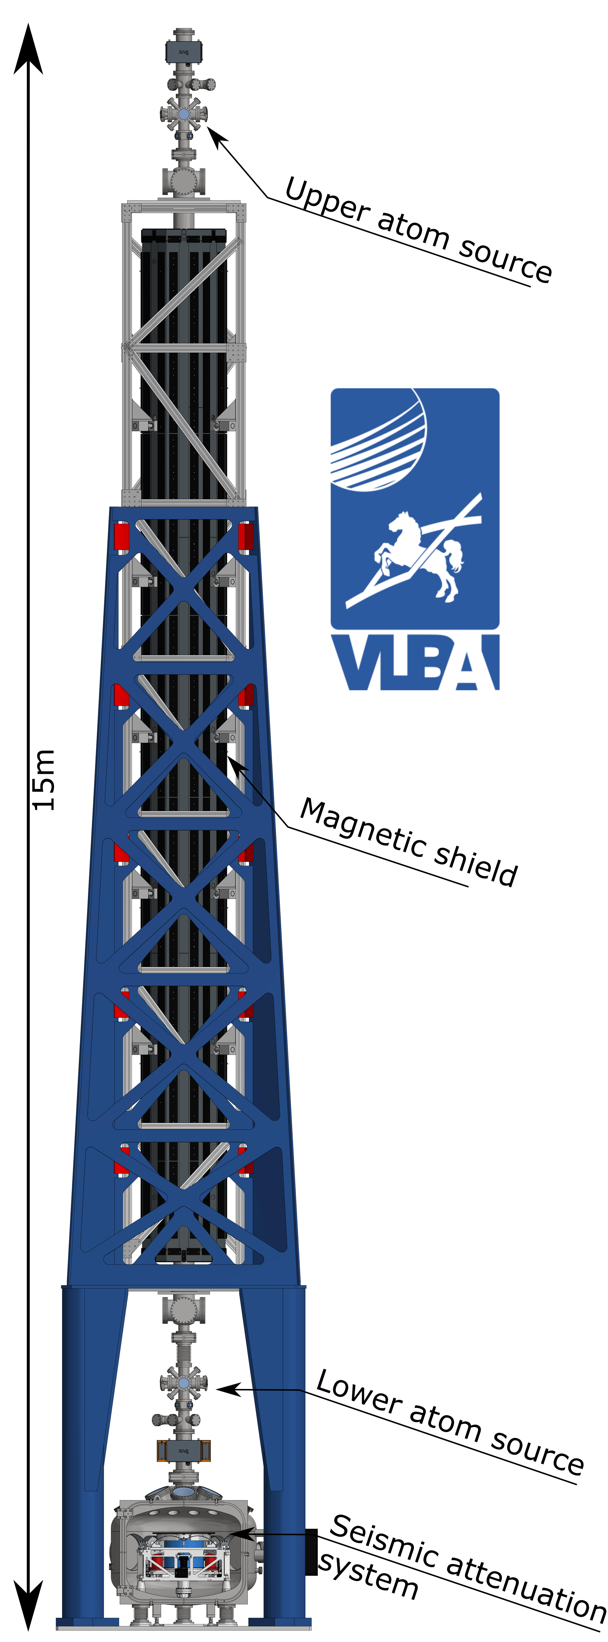 Upper atom source
VLBAI
15m
Magnetic shield
Lower atom source
Seismic attenuation
system